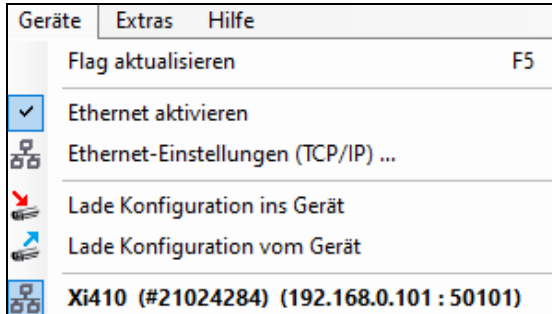 Geräte Extras Hilfe
Flag aktualisieren F5
Ethernet aktivieren
Ethernet-Einstellungen (TCP/IP) ...
Lade Konfiguration ins Gerät
Lade Konfiguration vom Gerät
Xi410 (#21024284) (192.168.0.101 : 50101)